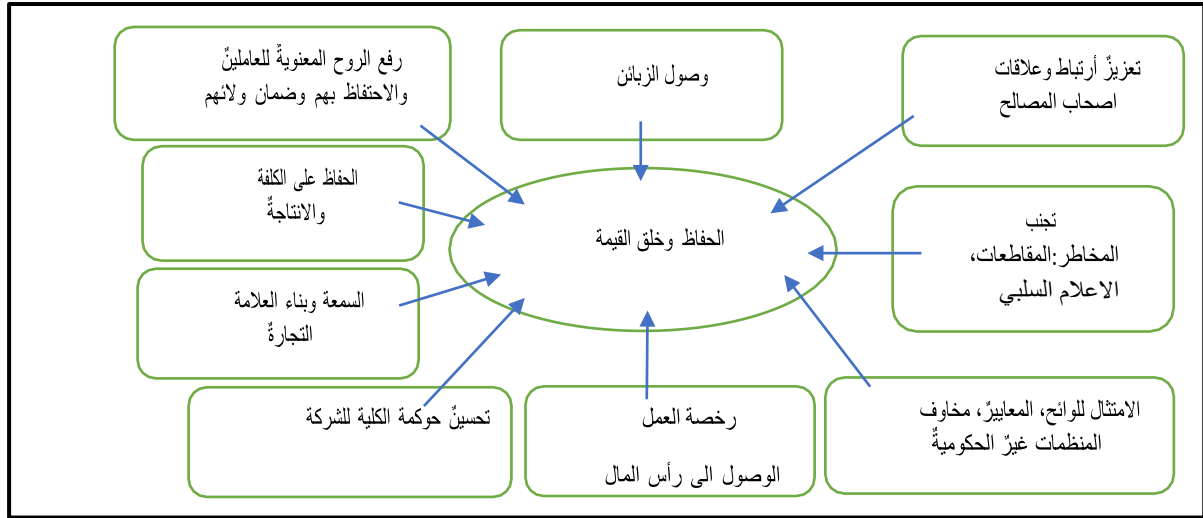 تعزيزٌ أرتباط وعلاقات
اصحاب المصالح
وصول الزبائن
رفع الروح المعنويةٌ للعاملينٌ
والاحتفاظ بهم وضمان ولائهم
الحفاظ على الكلفة
والانتاجةٌ
الحفاظ وخلق القيمة
تجنب
المخاطر:المقاطعات،
الاعلام السلبي
السمعة وبناء العلامة
التجارةٌ
الامتثال للوائح، المعاييرٌ، مخاوف
المنظمات غيرٌ الحكوميةٌ
رخصة العمل
الوصول الى رأس المال
تحسينٌ حوكمة الكلية للشركة